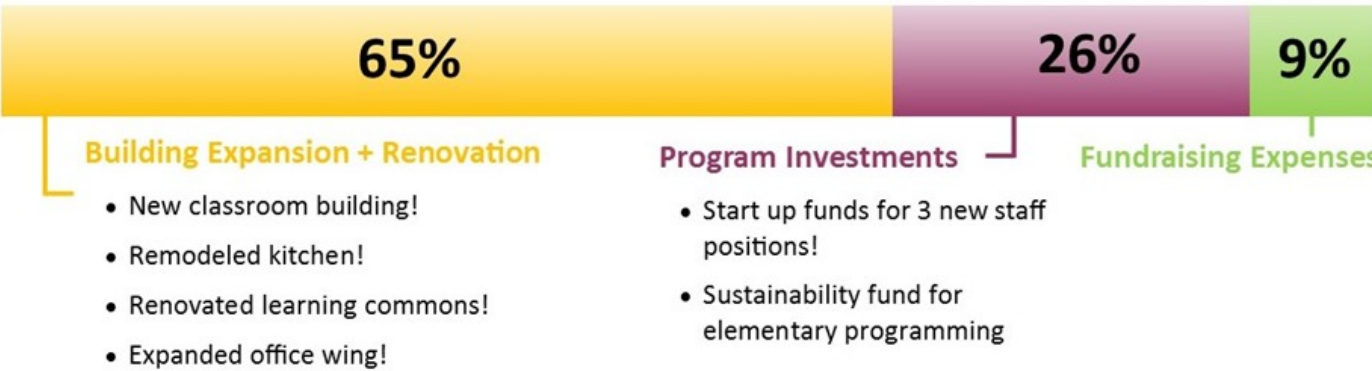 65%
26%
9%
Building Expansion + Renovation
• New classroom building!
• Remodeled kitchen!
• Renovated learning commons!
• Expanded office wing!
Program Investments
• Start up funds for 3 new staff
positions!
• Sustainability fund for
elementary programming
Fundraising Expenses